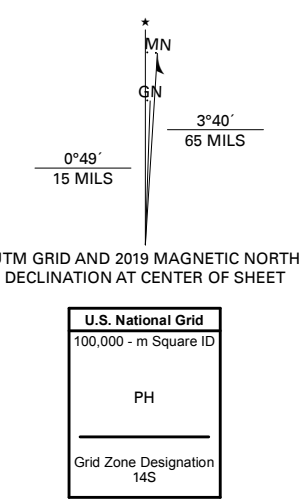 ★
MN
GN
3°40´
65 MILS
0°49´
15 MILS
UTM GRID AND 2019 MAGNETIC NORTH
DECLINATION AT CENTER OF SHEET
U.S. National Grid
100,000 - m Square ID
PH
Grid Zone Designation
14S